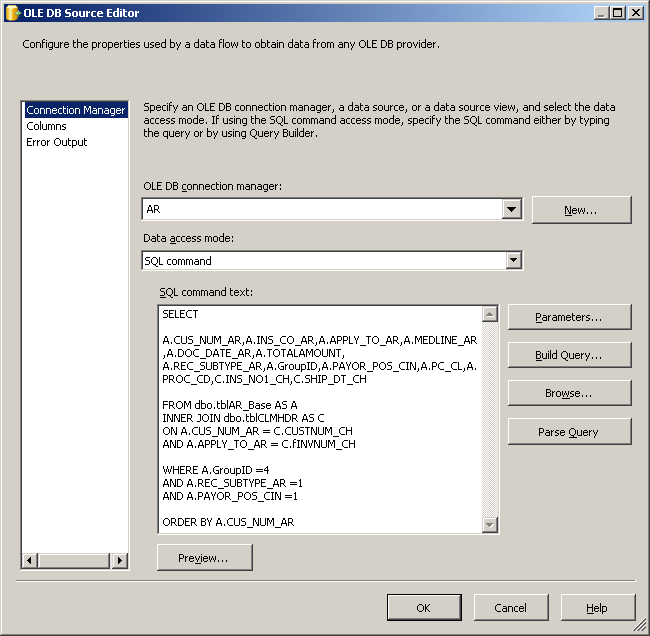 OLE DB Source Editor
Configure the properties used by a data flow to obtain data from any OLE DB provider.
Connection Manager
Columns
Error Output
Specify an OLE DB connection manager, a data source, or a data source view, and select the data
access mode. If using the SQL command access mode, specify the SQL command either by typing
the query or by using Query Builder.
OLE DB connection manager:
AR
New...
Data access mode:
SQL command
SQL command text:
SELECT
A.CUS_NUM_AR,A.INS_CO_AR,A.APPLY_TO_AR,A.MEDLINE_AR
,A.DOC_DATE_AR,A.TOTALAMOUNT,
A.REC_SUBTYPE_AR,A.GroupID,A.PAYOR_POS_CIN,A.PC_CL,A.
PROC_CD,C.INS_NO1_CH,C.SHIP_DT_CH
FROM dbo.tblAR_Base AS A
INNER JOIN dbo.tblCLMHDR AS C
ON A.CUS_NUM_AR = C.CUSTNUM_CH
AND A.APPLY_TO_AR = C.fINVNUM_CH
WHERE A.GroupID =4
AND A.REC_SUBTYPE_AR =1
AND A.PAYOR_POS_CIN =1
ORDER BY A.CUS_NUM_AR
Parameters...
Build Query...
Browse...
Parse Query
Preview...
OK
Cancel
Help